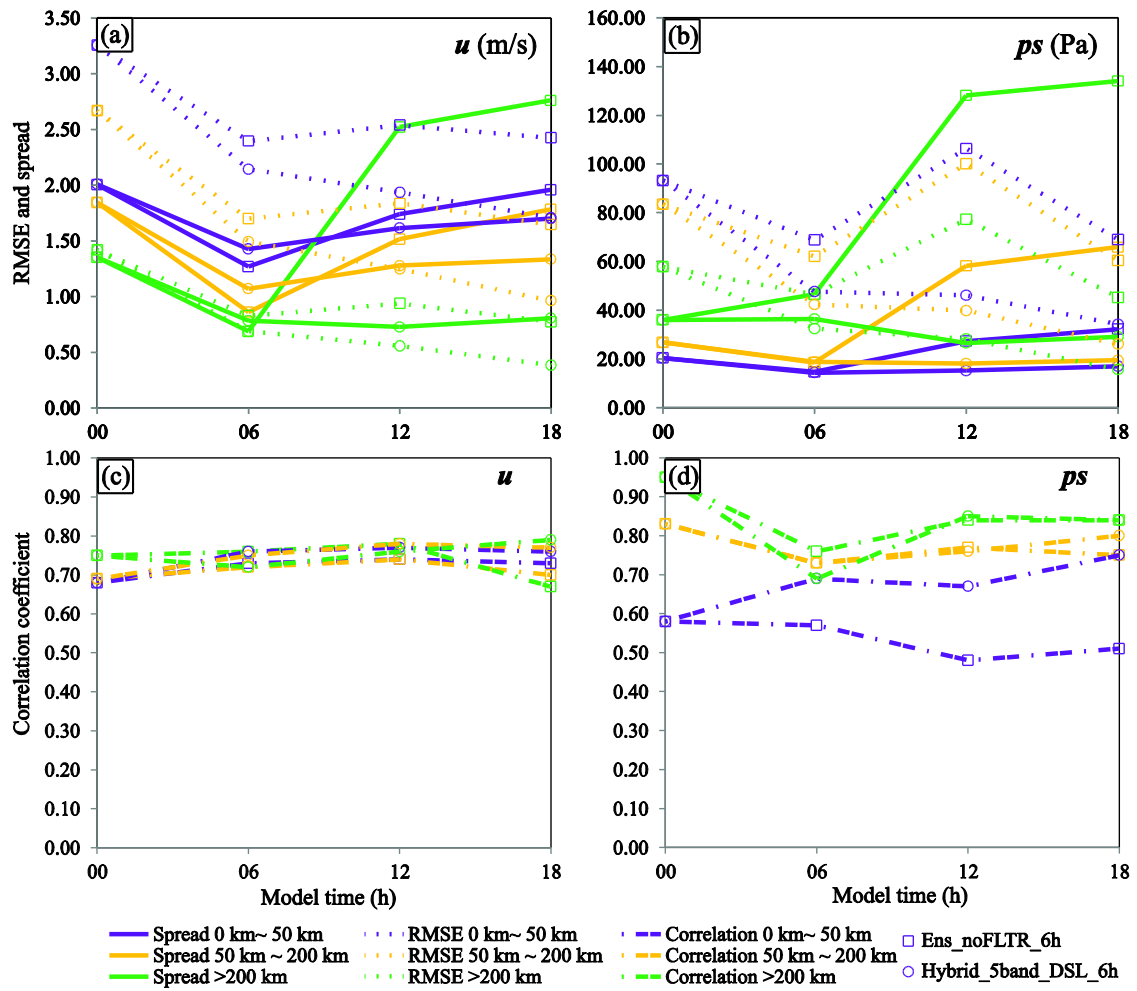 (a) u (m/s)
(b) ps (Pa)
RMSE and spread
3.50
3.00
2.50
2.00
1.50
1.00
0.50
0.00
00 06 12 18
160.00
140.00
120.00
100.00
80.00
60.00
40.00
20.00
0.00
00 06 12 18
(c) u
(d) ps
Correlation coefficient
1.00
0.90
0.80
0.70
0.60
0.50
0.40
0.30
0.20
0.10
0.00
00 06 12 18
Model time (h)
1.00
0.90
0.80
0.70
0.60
0.50
0.40
0.30
0.20
0.10
0.00
00 06 12 18
Model time (h)
Spread 0 km~ 50 km
Spread 50 km ~ 200 km
Spread >200 km
RMSE 0 km~ 50 km
RMSE 50 km ~ 200 km
RMSE >200 km
Correlation 0 km~ 50 km
Correlation 50 km ~ 200 km
Correlation >200 km
Ens_noFLTR_6h
Hybrid_5band_DSL_6h